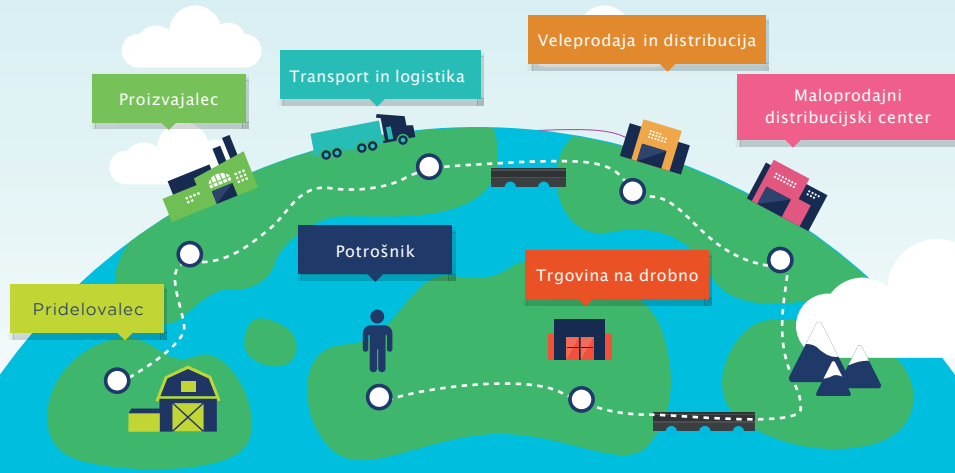 Veleprodaja in distribucija
Transport in logistika
Proizvajalec
Maloprodajni
distribucijski center
Potrošnik
Trgovina na drobno
Pridelovalec